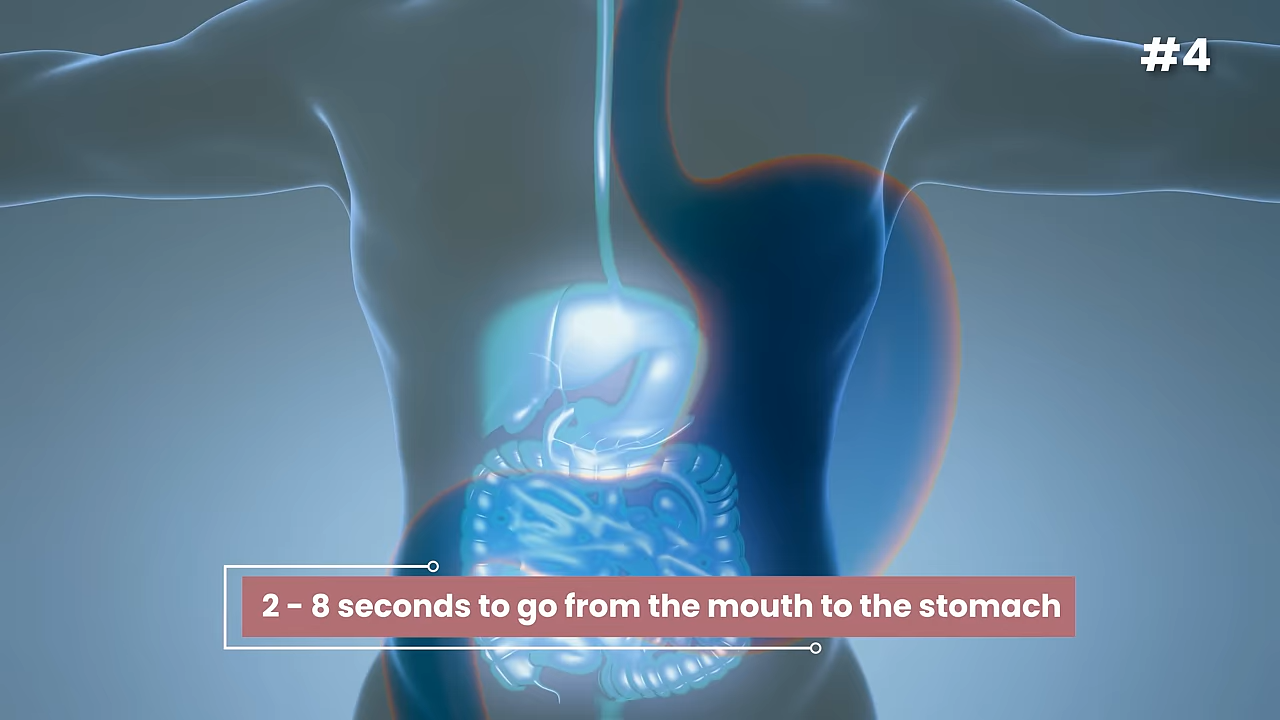 #4
2 - 8 seconds to go from the mouth to the stomach